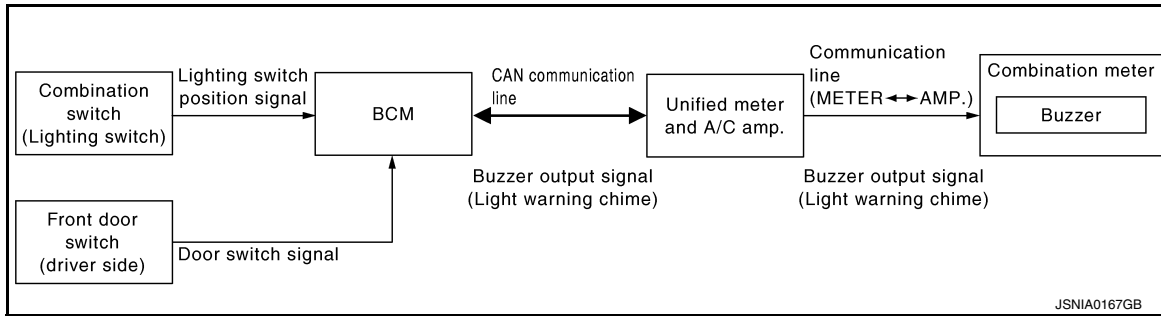 Combination
switch
(Lighting switch)
Lighting switch
position signal
BCM
CAN communication
line
Buzzer output signal
(Light warning chime)
Unified meter
and A/C amp.
Communication
line
(METER↔AMP.)
Buzzer output signal
(Light warning chime)
Combination meter
Buzzer
Front door
switch
(driver side)
Door switch signal
JSNIA0167GB